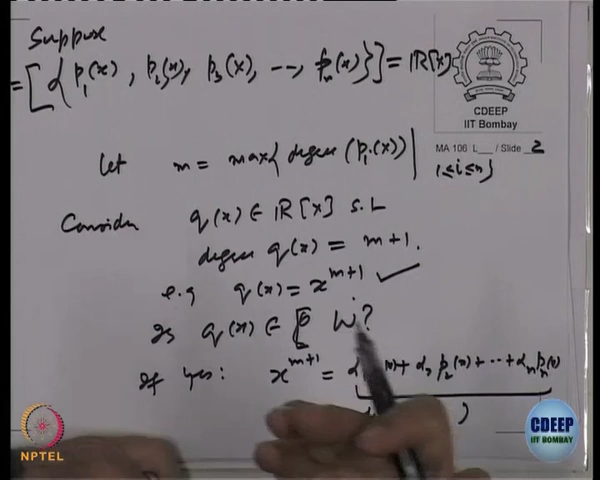 Suppose
= [ { p₁(x), p₂(x), p₃(x), --, pₙ(x) } ] = ℝ[x]
CDEEP
IIT Bombay
MA 106 L___ / Slide 2
Let m = max { degree (pᵢ(x)) | 1≤i≤n }
Consider q(x) ∈ ℝ[x] s.t
degree q(x) = m+1.
e.g q(x) = x^{m+1} ✓
Is q(x) ∈ W?
If yes: x^{m+1} = (x) + α₂ p₂(x) + ·· + αₙ pₙ(x)
NPTEL
CDEEP
IIT BOMBAY